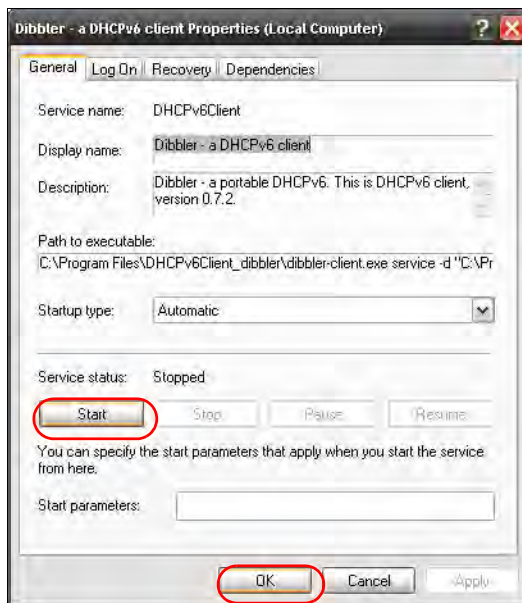 Dibbler - a DHCPv6 client Properties (Local Computer)
General Log On Recovery Dependencies
Service name: DHCPv6Client
Display name: Dibbler - a DHCPv6 client
Description: Dibbler - a portable DHCPv6. This is DHCPv6 client,
version 0.7.2.
Path to executable:
C:\Program Files\DHCPv6Client_dibbler\dibbler-client.exe service -d "C:\Pr
Startup type: Automatic
Service status: Stopped
Start Stop Pause Resume
You can specify the start parameters that apply when you start the service
from here.
Start parameters:
OK Cancel Apply